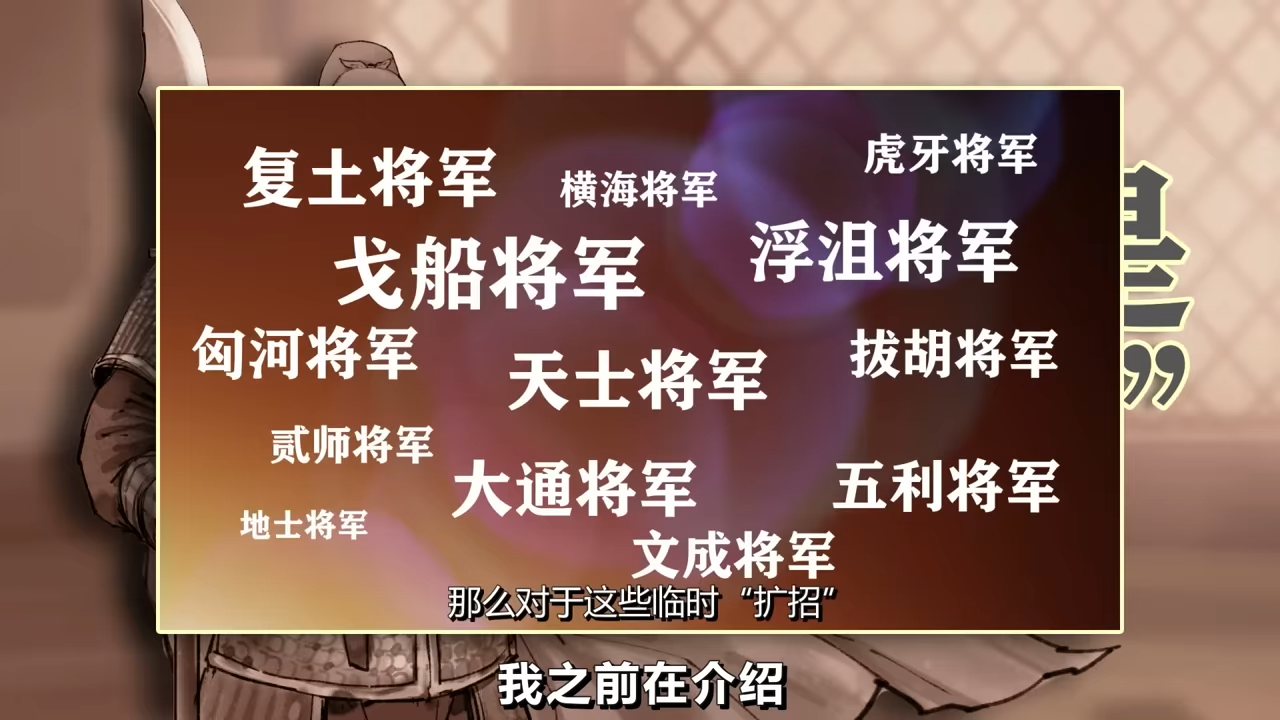 虎牙将军
复土将军
横海将军
浮沮将军
戈船将军
匈河将军
天士将军
拔胡将军
贰师将军
大通将军
五利将军
地士将军
文成将军
那么对于这些临时“扩招”
我之前在介绍
”